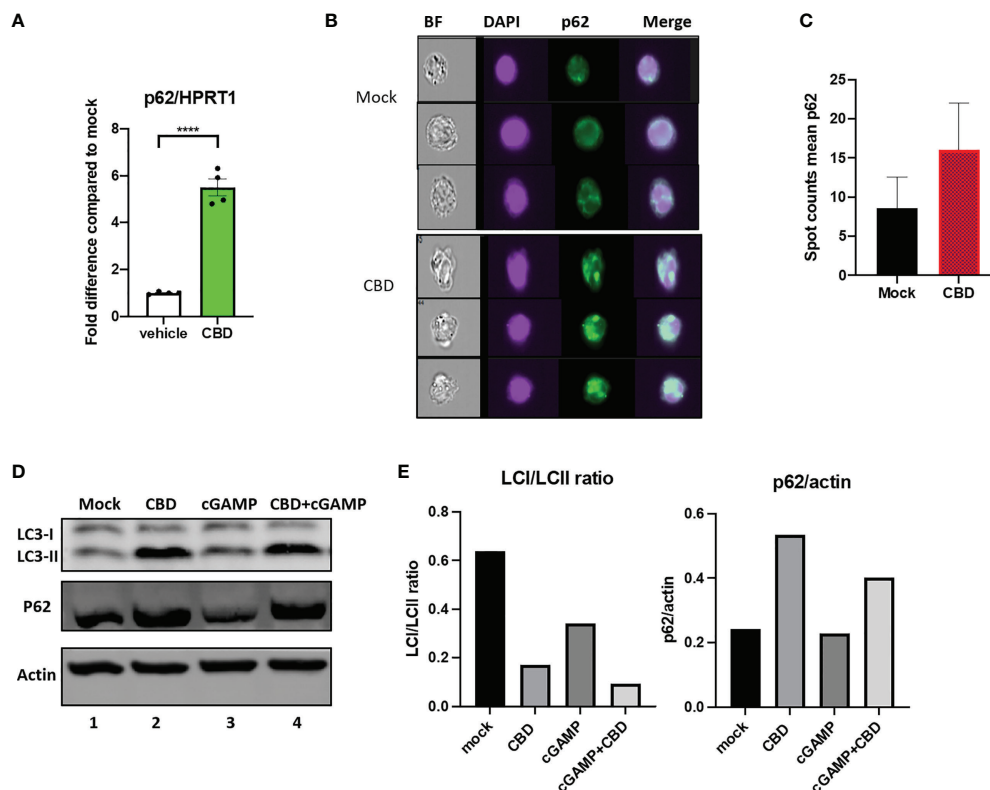 A
p62/HPRT1
Fold difference compared to mock
8
6
4
2
0
****
vehicle
CBD
B
BF DAPI p62 Merge
Mock
CBD
C
Spot counts mean p62
25
20
15
10
5
0
Mock CBD
D
Mock CBD cGAMP CBD+cGAMP
LC3-I
LC3-II
P62
Actin
1 2 3 4
E
LCI/LCII ratio
LCI/LCII ratio
0.8
0.6
0.4
0.2
0.0
mock
CBD
cGAMP
cGAMP+CBD
p62/actin
p62/actin
0.6
0.4
0.2
0.0
mock
CBD
cGAMP
cGAMP+CBD